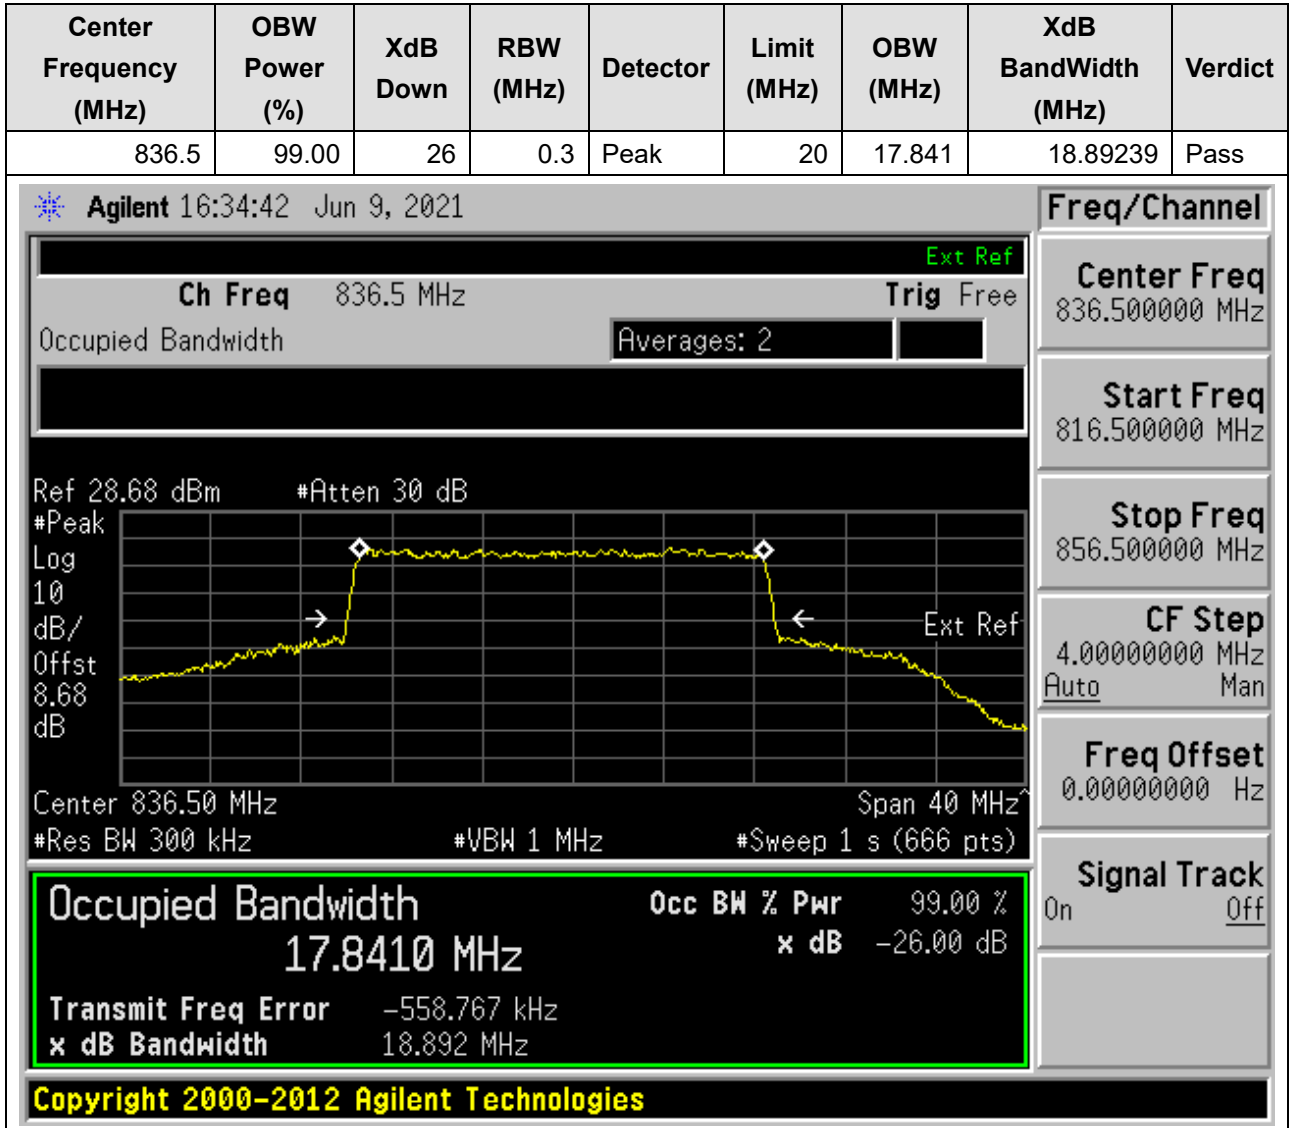 Center Frequency (MHz) OBW Power (%) XdB Down RBW (MHz) Detector Limit (MHz) OBW (MHz) XdB BandWidth (MHz) Verdict
836.5 99.00 26 0.3 Peak 20 17.841 18.89239 Pass
Agilent 16:34:42 Jun 9, 2021
Ext Ref
Ch Freq 836.5 MHz Trig Free
Occupied Bandwidth Averages: 2
Ref 28.68 dBm #Atten 30 dB
#Peak
Log
10
dB/
Offst
8.68
dB
Ext Ref
Center 836.50 MHz Span 40 MHz^
#Res BW 300 kHz #VBW 1 MHz #Sweep 1 s (666 pts)
Occupied Bandwidth Occ BW % Pwr 99.00 %
17.8410 MHz x dB -26.00 dB
Transmit Freq Error -558.767 kHz
x dB Bandwidth 18.892 MHz
Copyright 2000-2012 Agilent Technologies
Freq/Channel
Center Freq
836.500000 MHz
Start Freq
816.500000 MHz
Stop Freq
856.500000 MHz
CF Step
4.00000000 MHz
Auto Man
Freq Offset
0.00000000 Hz
Signal Track
On Off